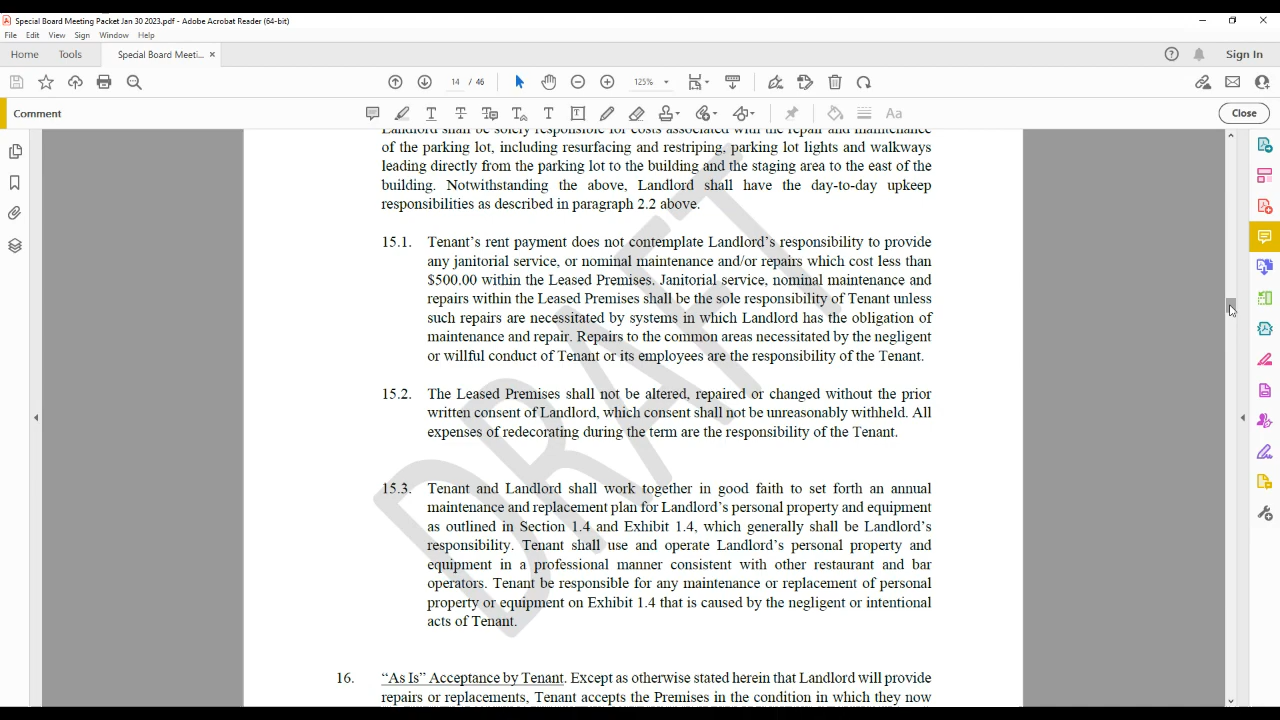 Special Board Meeting Packet Jan 30 2023.pdf - Adobe Acrobat Reader (64-bit)
File Edit View Sign Window Help
Home Tools Special Board Meeti... × Sign In
14 / 46 125%
Comment Close
Landlord shall be solely responsible for costs associated with the repair and maintenance
of the parking lot, including resurfacing and restriping, parking lot lights and walkways
leading directly from the parking lot to the building and the staging area to the east of the
building. Notwithstanding the above, Landlord shall have the day-to-day upkeep
responsibilities as described in paragraph 2.2 above.
15.1. Tenant’s rent payment does not contemplate Landlord’s responsibility to provide
any janitorial service, or nominal maintenance and/or repairs which cost less than
$500.00 within the Leased Premises. Janitorial service, nominal maintenance and
repairs within the Leased Premises shall be the sole responsibility of Tenant unless
such repairs are necessitated by systems in which Landlord has the obligation of
maintenance and repair. Repairs to the common areas necessitated by the negligent
or willful conduct of Tenant or its employees are the responsibility of the Tenant.
15.2. The Leased Premises shall not be altered, repaired or changed without the prior
written consent of Landlord, which consent shall not be unreasonably withheld. All
expenses of redecorating during the term are the responsibility of the Tenant.
15.3. Tenant and Landlord shall work together in good faith to set forth an annual
maintenance and replacement plan for Landlord’s personal property and equipment
as outlined in Section 1.4 and Exhibit 1.4, which generally shall be Landlord’s
responsibility. Tenant shall use and operate Landlord’s personal property and
equipment in a professional manner consistent with other restaurant and bar
operators. Tenant be responsible for any maintenance or replacement of personal
property or equipment on Exhibit 1.4 that is caused by the negligent or intentional
acts of Tenant.
16. “As Is” Acceptance by Tenant. Except as otherwise stated herein that Landlord will provide
repairs or replacements, Tenant accepts the Premises in the condition in which they now
DRAFT